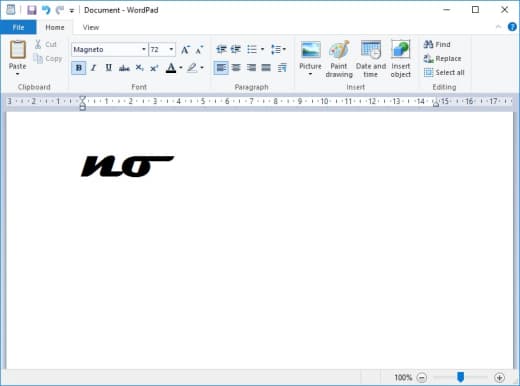 Document - WordPad
File Home View
Paste
Cut
Copy
Clipboard
Magneto 72
A A
B I U abc X₂ X² A
Font
Paragraph
Picture
Paint drawing
Date and time
Insert object
Insert
Find
Replace
Select all
Editing
3 2 1 1 2 3 4 5 6 7 8 9 10 11 12 13 14 15 16 17
no
100%